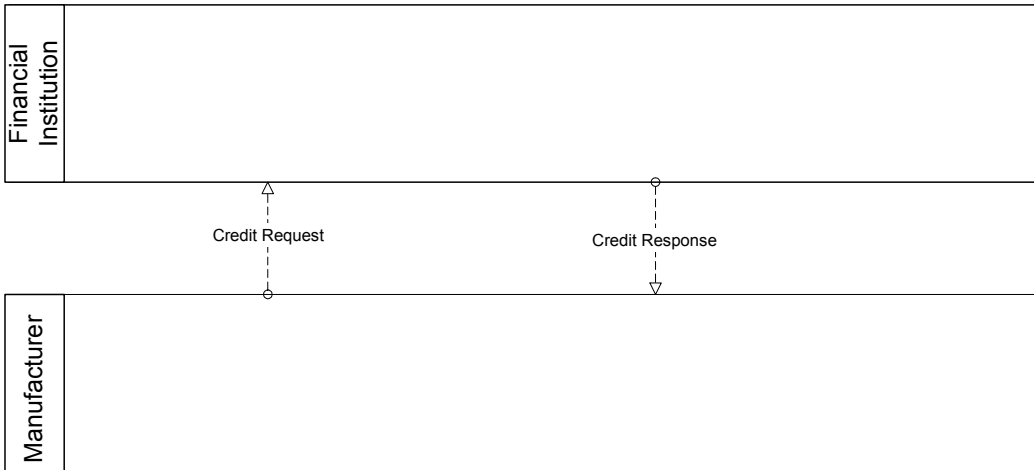 Financial
Institution
Credit Request
Credit Response
Manufacturer